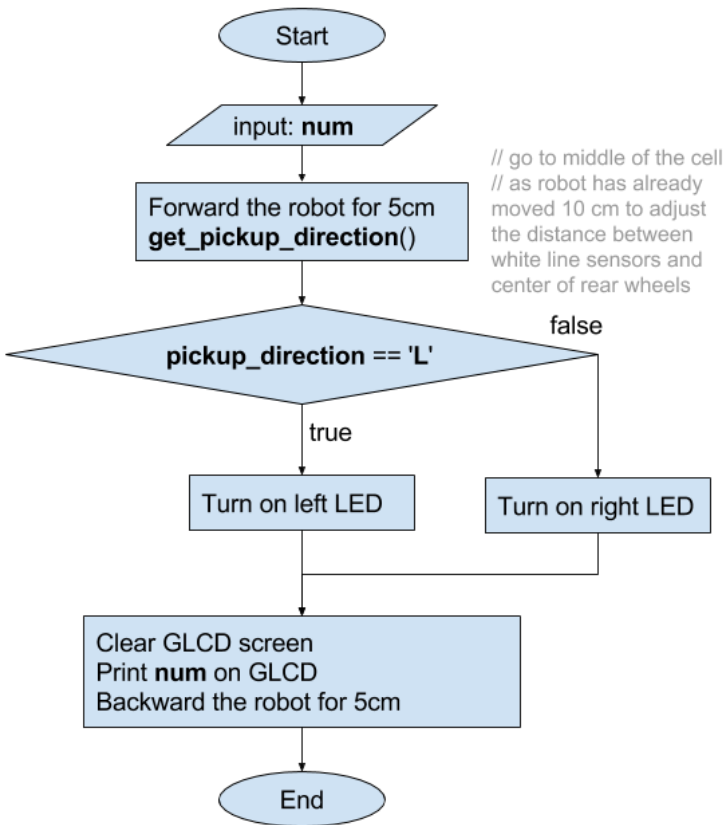 Start
input: num
// go to middle of the cell
// as robot has already
moved 10 cm to adjust
the distance between
white line sensors and
center of rear wheels
Forward the robot for 5cm
get_pickup_direction()
pickup_direction == 'L'
false
true
Turn on left LED
Turn on right LED
Clear GLCD screen
Print num on GLCD
Backward the robot for 5cm
End